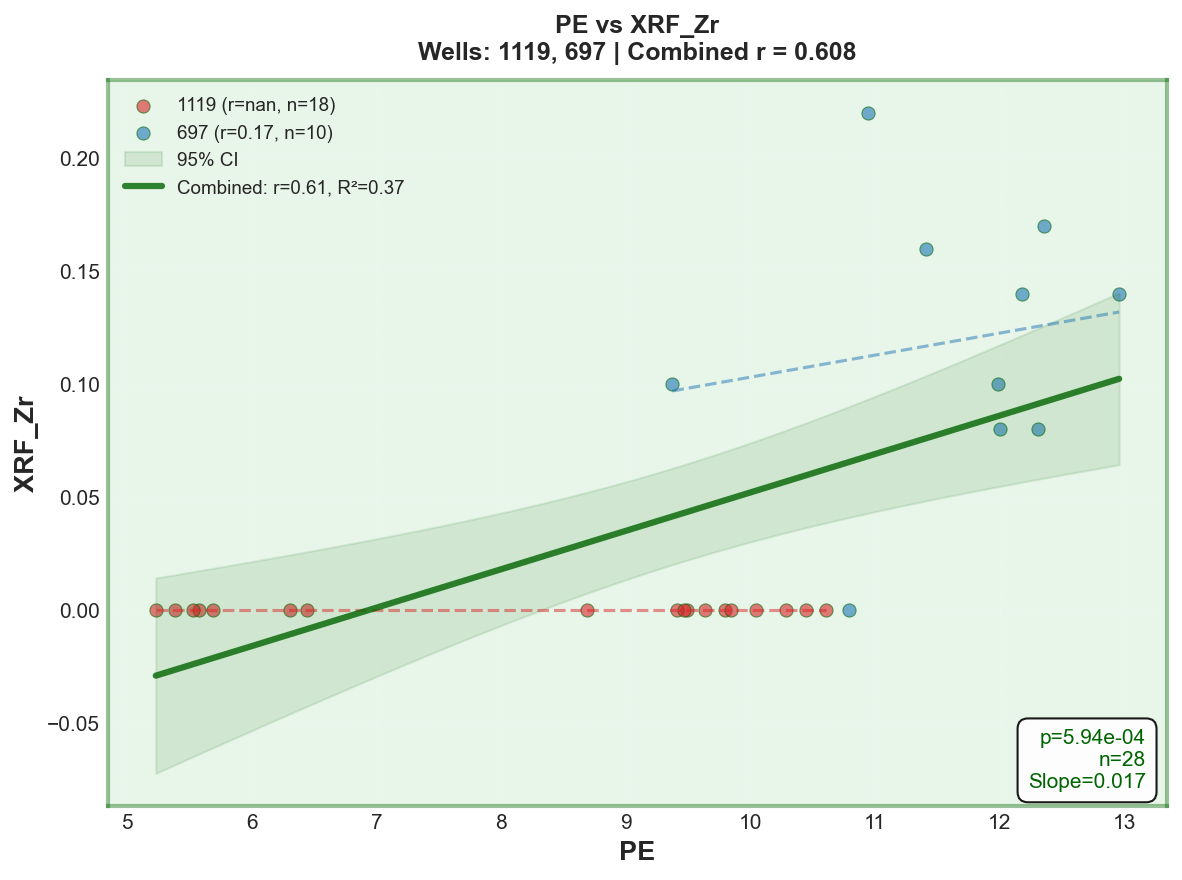 PE vs XRF_Zr
Wells: 1119, 697 | Combined r = 0.608
1119 (r=nan, n=18)
697 (r=0.17, n=10)
95% CI
Combined: r=0.61, R²=0.37
XRF_Zr
0.20
0.15
0.10
0.05
0.00
−0.05
p=5.94e-04
n=28
Slope=0.017
5 6 7 8 9 10 11 12 13
PE